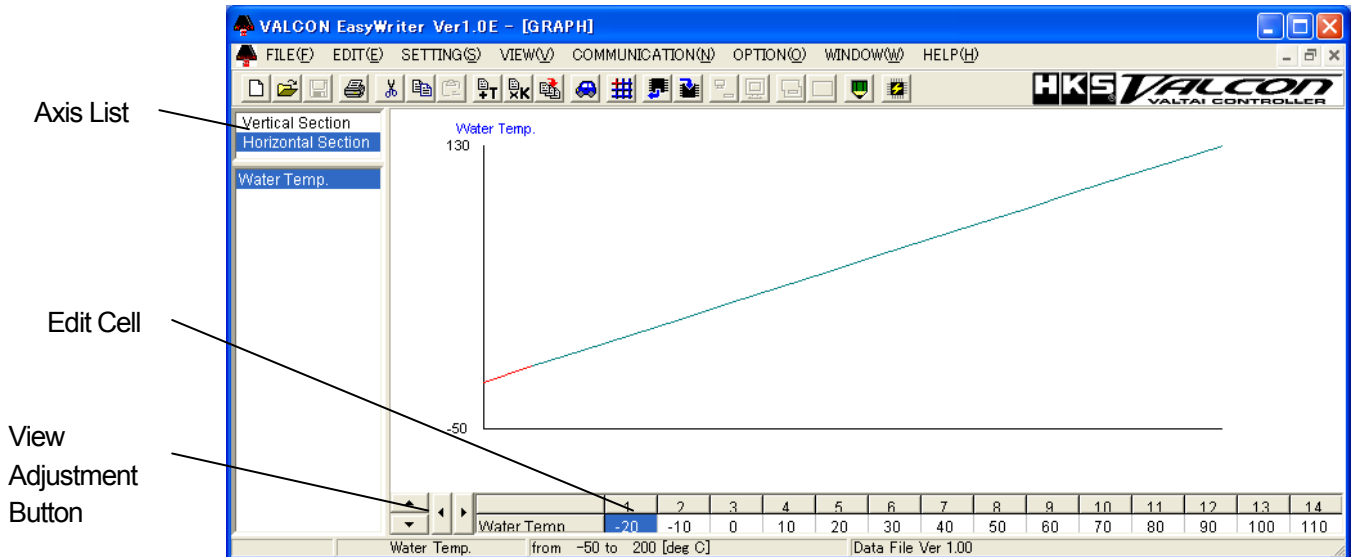 VALCON EasyWriter Ver1.0E - [GRAPH]
FILE(F) EDIT(E) SETTING(S) VIEW(V) COMMUNICATION(N) OPTION(O) WINDOW(W) HELP(H)
+T K
HKS VALCON
VALTAI CONTROLLER
Axis List
Vertical Section
Horizontal Section
Water Temp.
Water Temp.
130
-50
Edit Cell
View
Adjustment
Button
1 2 3 4 5 6 7 8 9 10 11 12 13 14
Water Temp. -20 -10 0 10 20 30 40 50 60 70 80 90 100 110
Water Temp. from -50 to 200 [deg C] Data File Ver 1.00